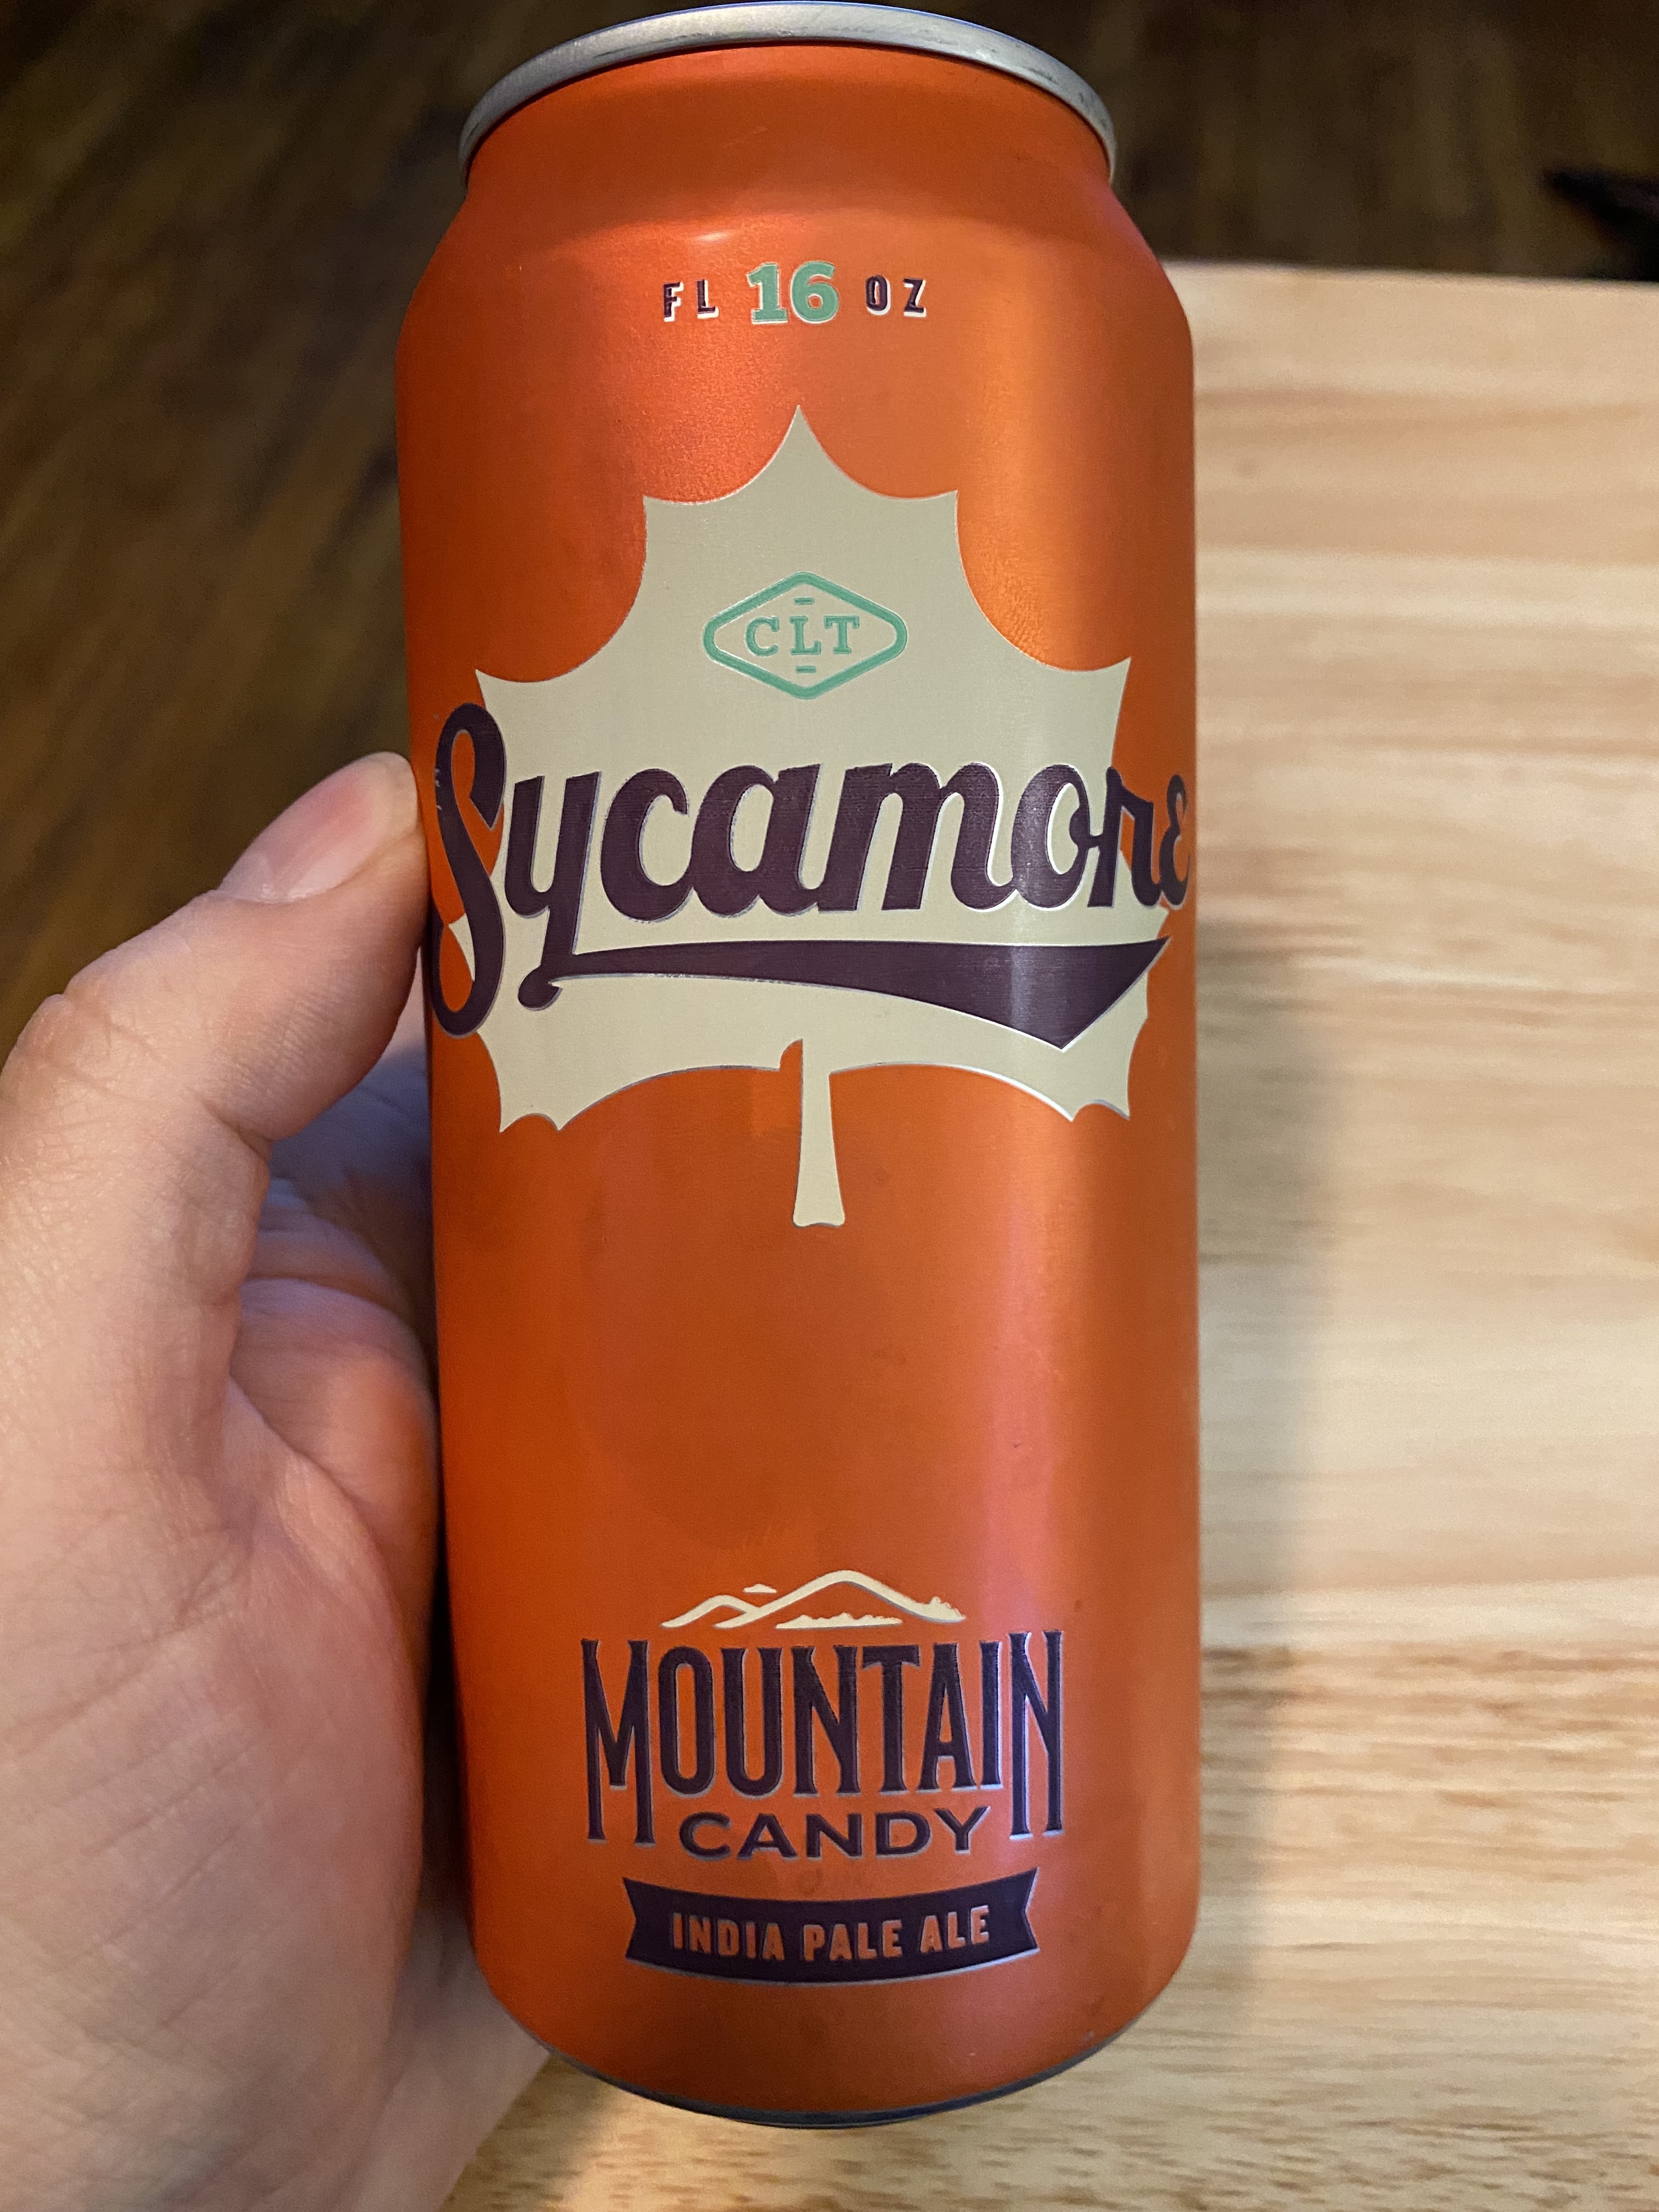 FL 16 OZ
CLT
Sycamore
MOUNTAIN
CANDY
INDIA PALE ALE